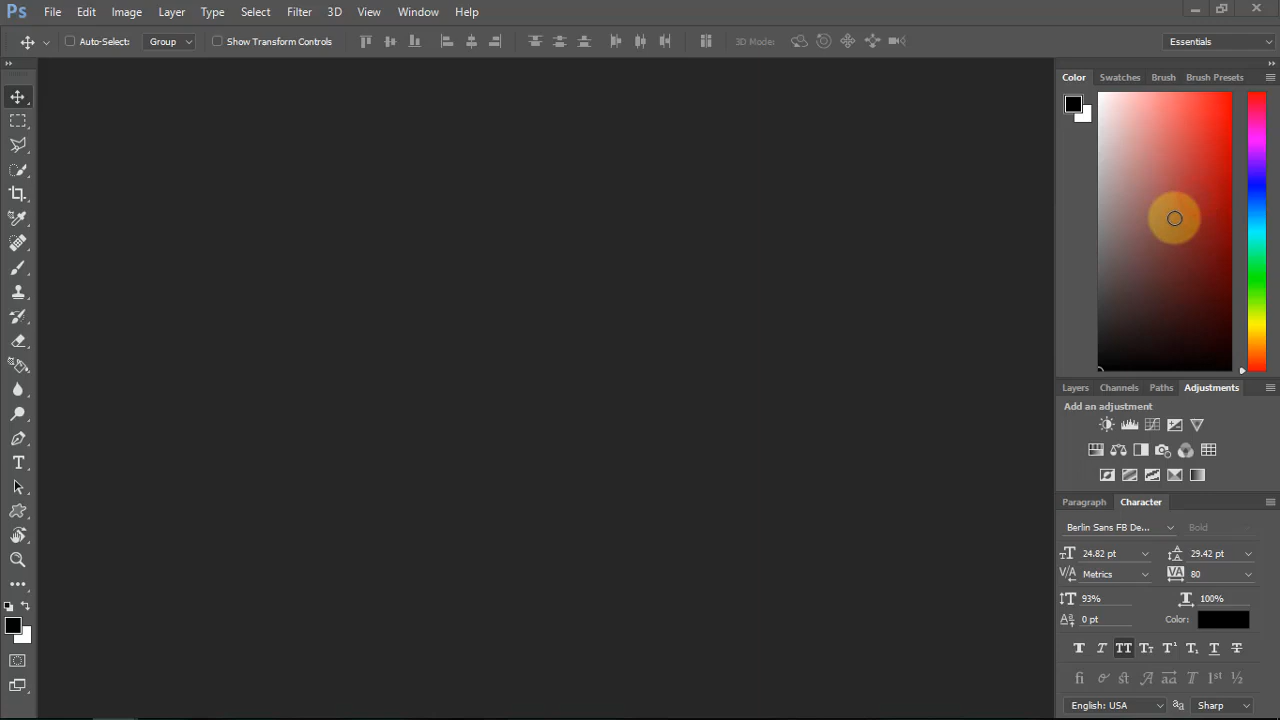 Ps File Edit Image Layer Type Select Filter 3D View Window Help
Auto-Select: Group Show Transform Controls 3D Mode: Essentials
Color Swatches Brush Brush Presets
Layers Channels Paths Adjustments
Add an adjustment
Paragraph Character
Berlin Sans FB De... Bold
24.82 pt 29.42 pt
Metrics 80
93% 100%
0 pt Color:
T T TT Tт T¹ T₁ T T
fi st A aa T 1st ½
English: USA aa Sharp